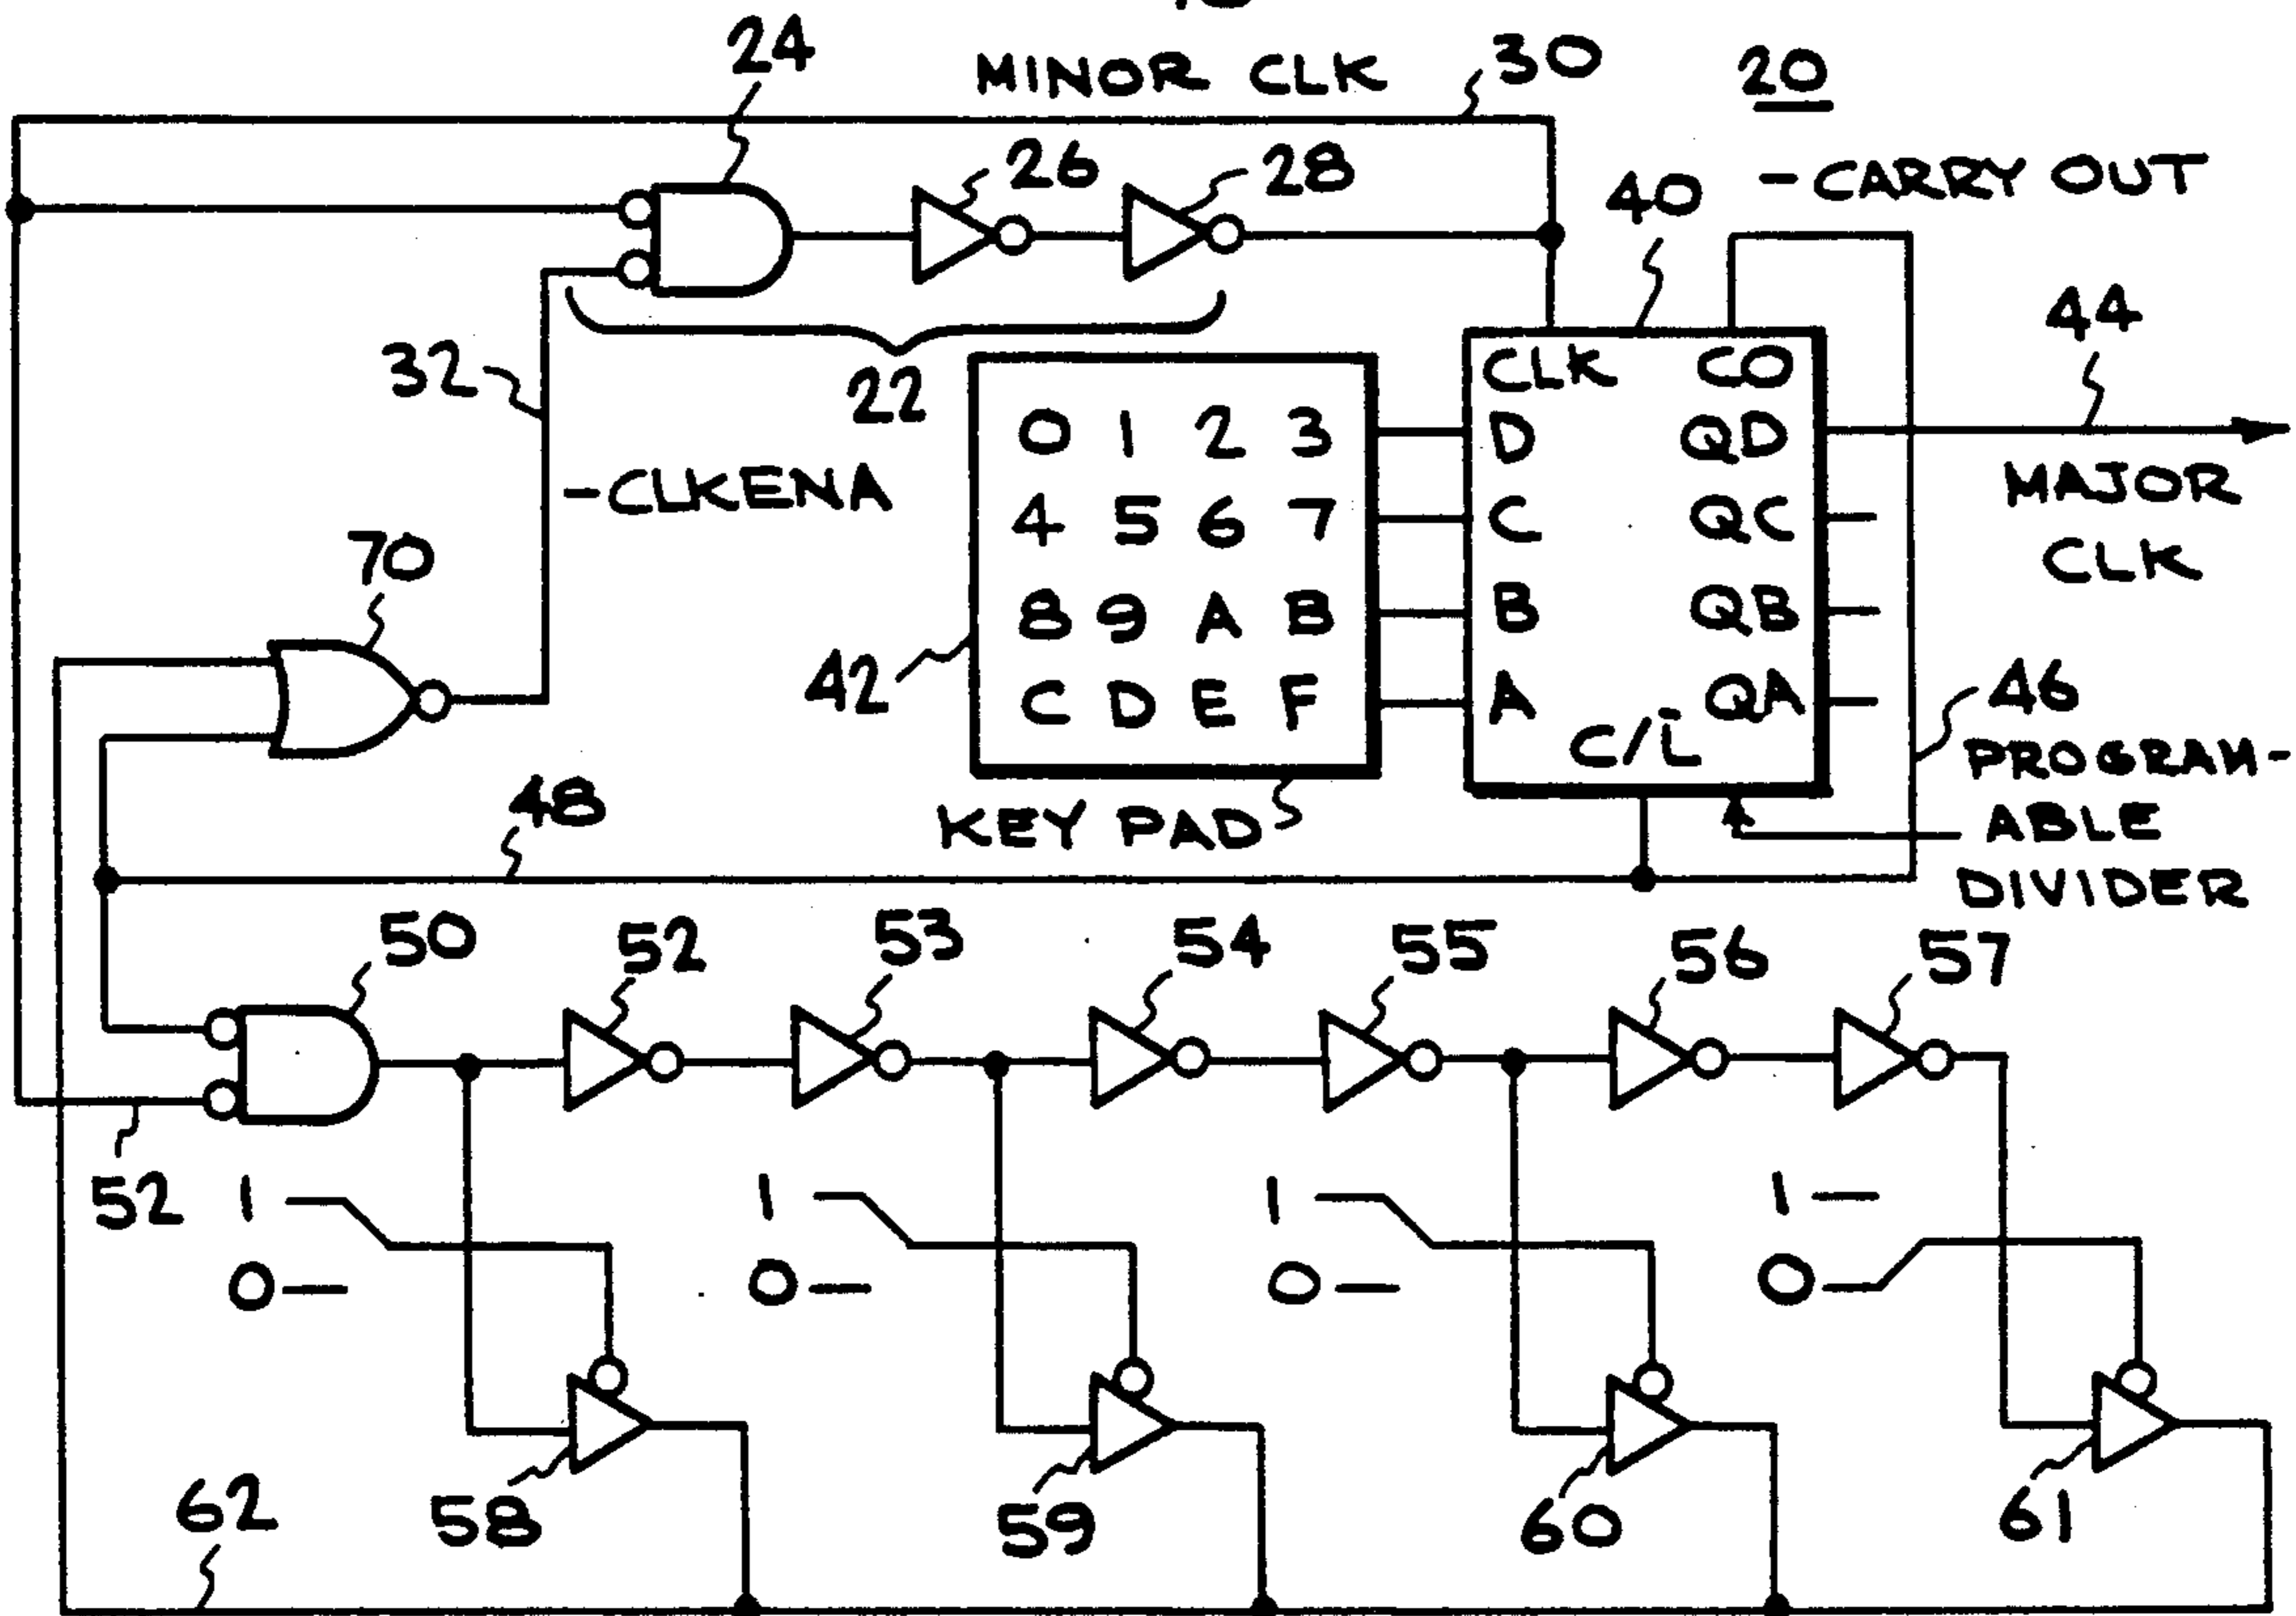 24
MINOR CLK
30
20
26
28
40
-CARRY OUT
44
32
22
CLK CO
D QD
C QC
B QB
A QA
C/L̄
0 1 2 3
4 5 6 7
8 9 A B
C D E F
-CLKENA
MAJOR
CLK
70
42
46
PROGRAM-
ABLE
DIVIDER
KEY PAD
48
50
52
53
54
55
56
57
52
1
0
1
0
1
0
1
0
62
58
59
60
61